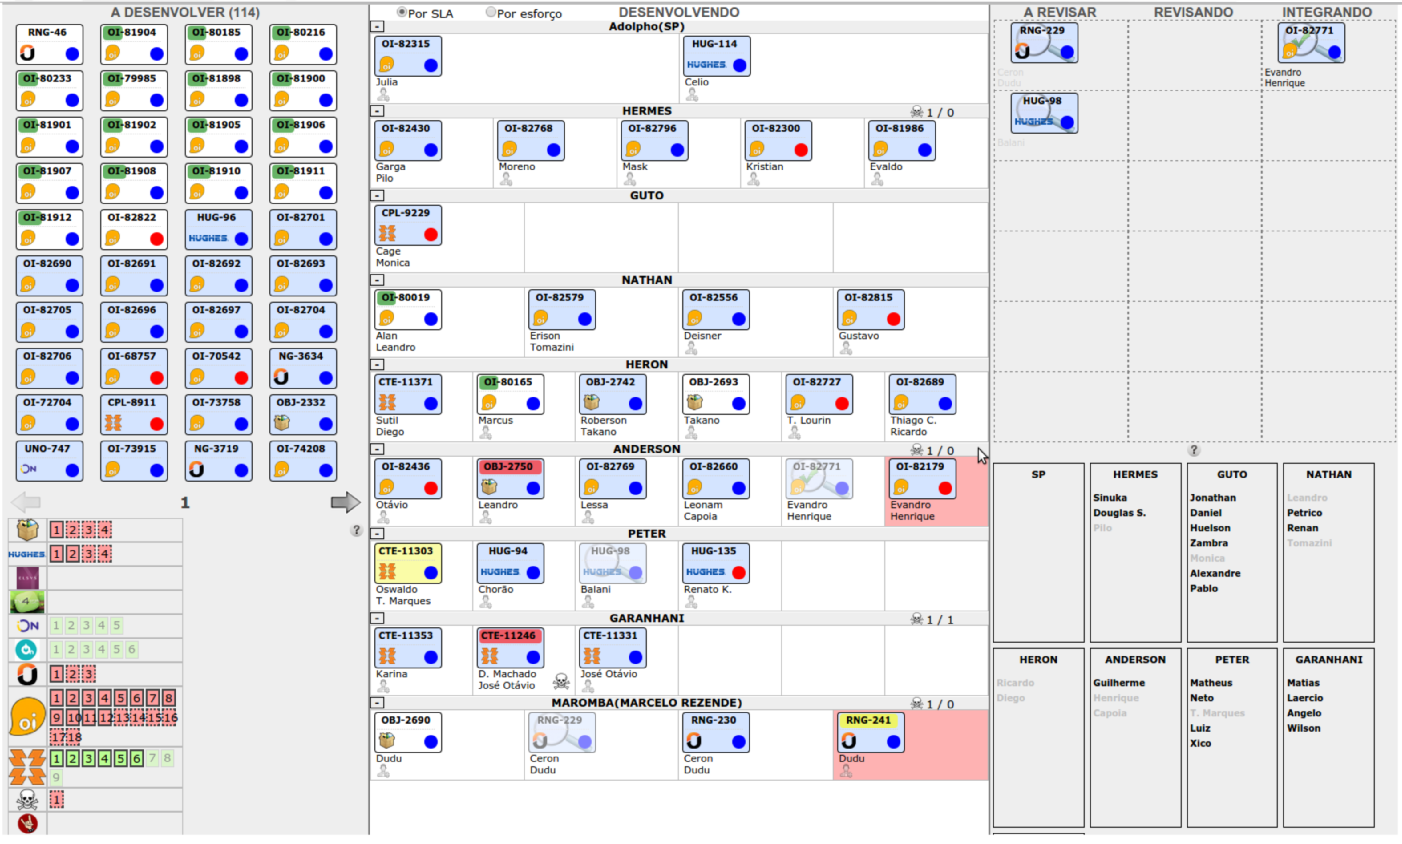 A DESENVOLVER (114)
RNG-46 OI-81904 OI-80185 OI-80216
OI-80233 OI-79985 OI-81898 OI-81900
OI-81901 OI-81902 OI-81905 OI-81906
OI-81907 OI-81908 OI-81910 OI-81911
OI-81912 OI-82822 HUG-96 OI-82701
HUGHES
OI-82690 OI-82691 OI-82692 OI-82693
OI-82705 OI-82696 OI-82697 OI-82704
OI-82706 OI-68757 OI-70542 NG-3634
OI-72704 CPL-8911 OI-73758 OBJ-2332
UNO-747 OI-73915 NG-3719 OI-74208
ON
1
?
1 2 3 4
HUGHES 1 2 3 4
4
ON 1 2 3 4 5
1 2 3 4 5 6
1 2 3
oi 1 2 3 4 5 6 7 8
9 10 11 12 13 14 15 16
17 18
1 2 3 4 5 6 7 8
9
1
Por SLA Por esforço DESENVOLVENDO
- Adolpho(SP)
OI-82315 HUG-114
HUGHES
Julia Celio
- HERMES 1 / 0
OI-82430 OI-82768 OI-82796 OI-82300 OI-81986
Garga Moreno Mask Kristian Evaldo
Pilo
- GUTO
CPL-9229
Cage
Monica
- NATHAN
OI-80019 OI-82579 OI-82556 OI-82815
Alan Erison Deisner Gustavo
Leandro Tomazini
- HERON
CTE-11371 OI-80165 OBJ-2742 OBJ-2693 OI-82727 OI-82689
Sutil Marcus Roberson Takano T. Lourin Thiago C.
Diego Takano Ricardo
- ANDERSON 1 / 0
OI-82436 OBJ-2750 OI-82769 OI-82660 OI-82771 OI-82179
Otávio Leandro Lessa Leonam Evandro Evandro
Capoia Henrique Henrique
- PETER
CTE-11303 HUG-94 HUG-98 HUG-135
HUGHES HUGHES HUGHES
Oswaldo Chorão Balani Renato K.
T. Marques
- GARANHANI 1 / 1
CTE-11353 CTE-11246 CTE-11331
Karina D. Machado José Otávio
José Otávio
- MAROMBA(MARCELO REZENDE) 1 / 0
OBJ-2690 RNG-229 RNG-230 RNG-241
Dudu Ceron Ceron Dudu
Dudu Dudu
A REVISAR REVISANDO INTEGRANDO
RNG-229 OI-82771
Ceron Evandro
Dudu Henrique
HUG-98
HUGHES
Balani
?
SP HERMES GUTO NATHAN
Sinuka Jonathan Leandro
Douglas S. Daniel Petrico
Pilo Huelson Renan
Zambra Tomazini
Monica
Alexandre
Pablo
HERON ANDERSON PETER GARANHANI
Ricardo Guilherme Matheus Matias
Diego Henrique Neto Laercio
Capoia T. Marques Angelo
Luiz Wilson
Xico